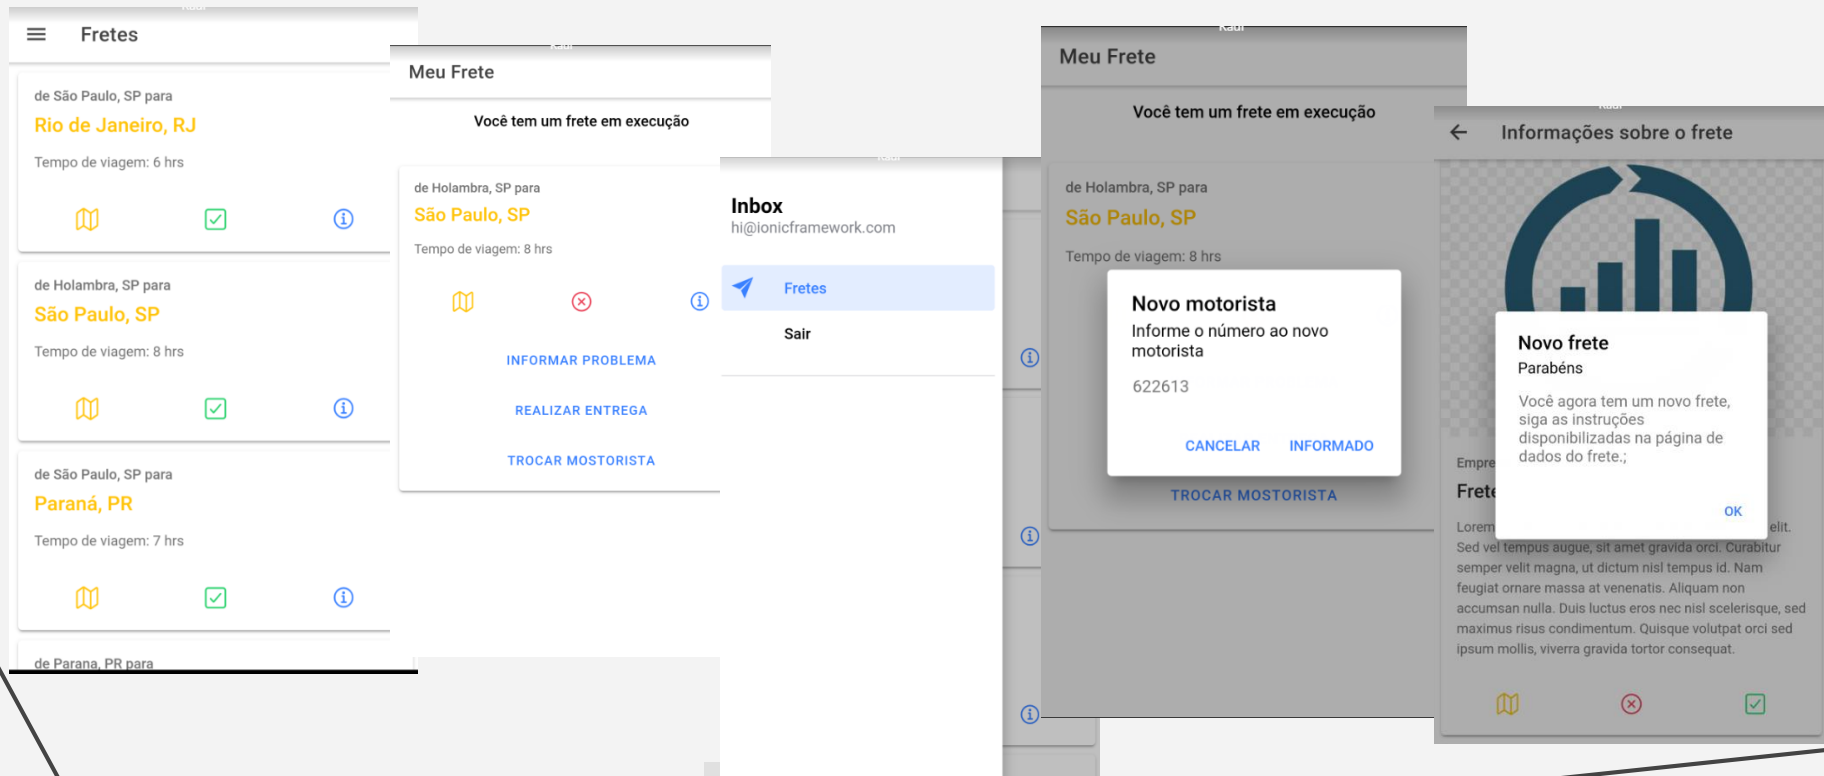 Fretes
de São Paulo, SP para
Rio de Janeiro, RJ
Tempo de viagem: 6 hrs
de Holambra, SP para
São Paulo, SP
Tempo de viagem: 8 hrs
de São Paulo, SP para
Paraná, PR
Tempo de viagem: 7 hrs
de Parana, PR para
Meu Frete
Você tem um frete em execução
de Holambra, SP para
São Paulo, SP
Tempo de viagem: 8 hrs
INFORMAR PROBLEMA
REALIZAR ENTREGA
TROCAR MOSTORISTA
Inbox
hi@ionicframework.com
Fretes
Sair
Meu Frete
Você tem um frete em execução
de Holambra, SP para
São Paulo, SP
Tempo de viagem: 8 hrs
Novo motorista
Informe o número ao novo
motorista
622613
CANCELAR INFORMADO
TROCAR MOSTORISTA
Informações sobre o frete
Novo frete
Parabéns
Você agora tem um novo frete,
siga as instruções
disponibilizadas na página de
dados do frete.;
OK
Empre
Frete
Lorem elit.
Sed vel tempus augue, sit amet gravida orci. Curabitur
semper velit magna, ut dictum nisl tempus id. Nam
feugiat ornare massa at venenatis. Aliquam non
accumsan nulla. Duis luctus eros nec nisl scelerisque, sed
maximus risus condimentum. Quisque volutpat orci sed
ipsum mollis, viverra gravida tortor consequat.